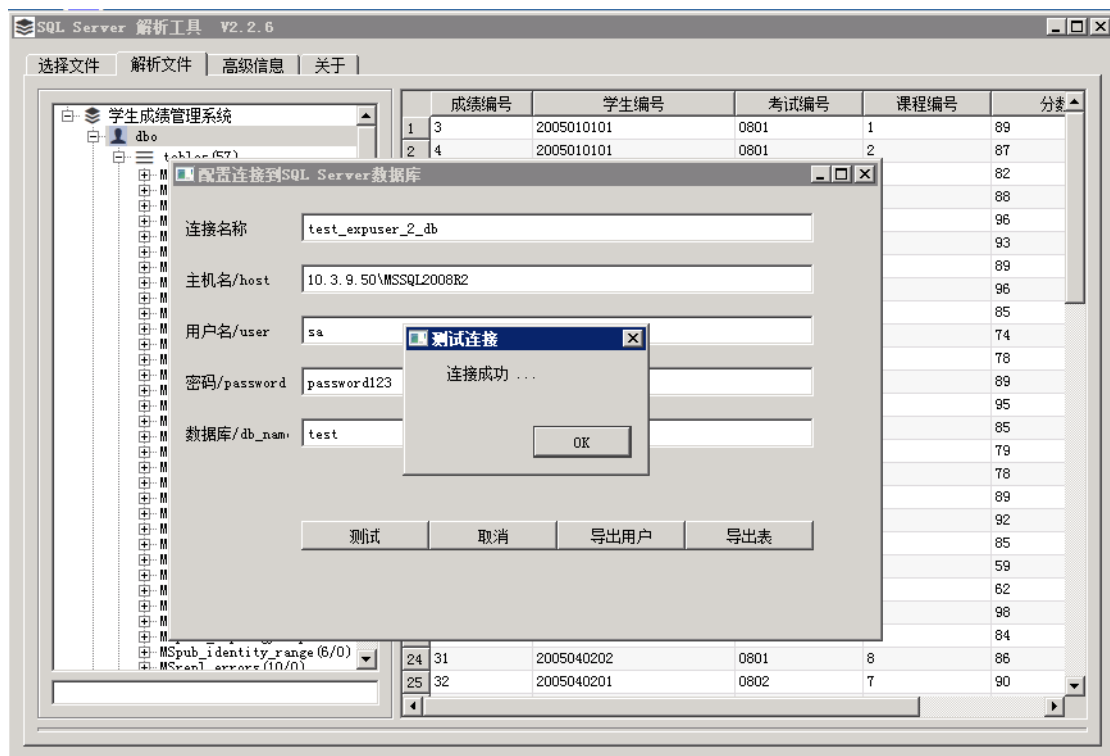 SQL Server 解析工具 V2.2.6
选择文件 解析文件 高级信息 关于
成绩编号 学生编号 考试编号 课程编号 分数
学生成绩管理系统
dbo
tables(57)
1 3 2005010101 0801 1 89
2 4 2005010101 0801 2 87
配置连接到SQL Server数据库
82
88
连接名称 test_expuser_2_db
96
93
主机名/host 10.3.9.50\MSSQL2008R2
89
96
85
用户名/user sa
74
测试连接
78
连接成功 ...
密码/password password123
89
95
数据库/db_nam test
85
OK
79
78
89
92
测试 取消 导出用户 导出表
85
59
62
98
84
MSpub_identity_range(6/0)
24 31 2005040202 0801 8 86
MSrepl_errors(10/0)
25 32 2005040201 0802 7 90